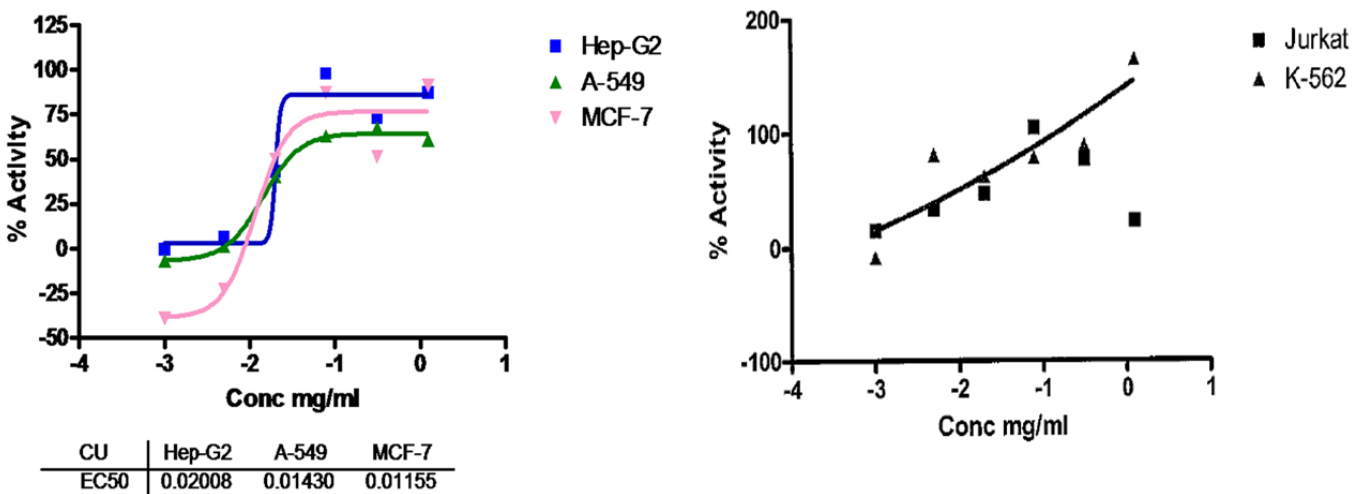 125
100
75
50
25
0
-25
-50
% Activity
-3
-2
-1
0
1
Conc mg/ml
Hep-G2
A-549
MCF-7
CU Hep-G2 A-549 MCF-7
EC50 0.02008 0.01430 0.01155
200
100
0
-100
% Activity
-4
-3
-2
-1
0
1
Conc mg/ml
Jurkat
K-562